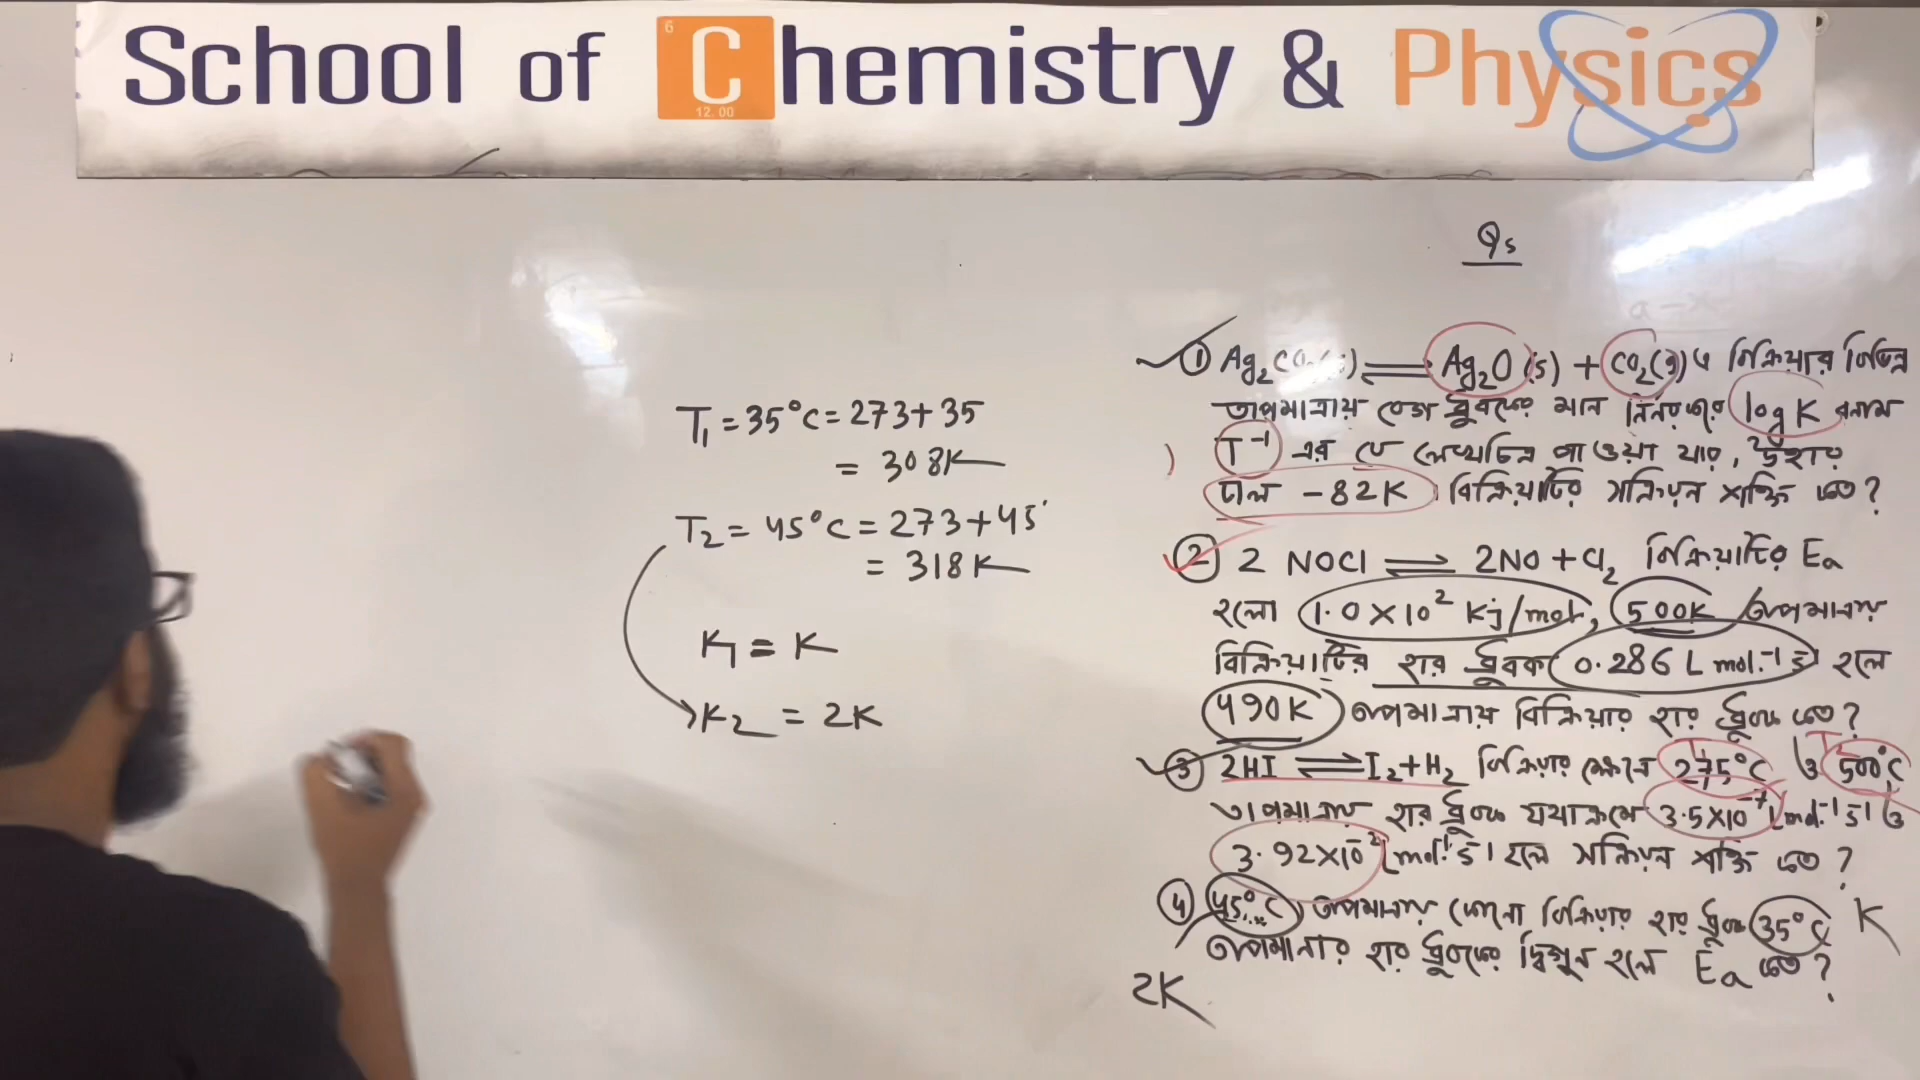 School of Chemistry & Physics
6
12.00
Qs
T₁ = 35°C = 273+35
= 308K
T₂ = 45°C = 273+45
= 318K
K₁ = K
K₂ = 2K
① Ag₂CO₃(s) ⇌ Ag₂O(s) + CO₂(g) এ বিক্রিয়ার বিভিন্ন
তাপমাত্রায় বেগ ধ্রুবকের মান নির্ণয় করে log K বনাম
T⁻¹ এর যে লেখচিত্র পাওয়া যায়, উহার
ঢাল -82K। বিক্রিয়াটির সক্রিয়ন শক্তি কত?
② 2 NOCl ⇌ 2NO + Cl₂ বিক্রিয়াটির Ea
হলো 1.0×10² Kj/mol, 500K তাপমাত্রায়
বিক্রিয়াটির হার ধ্রুবক 0.286 L mol⁻¹ s⁻¹ হলে
490K তাপমাত্রায় বিক্রিয়ার হার ধ্রুবক কত?
③ 2HI ⇌ I₂+H₂ বিক্রিয়ার ক্ষেত্রে 275°C ও 500°C
তাপমাত্রায় হার ধ্রুবক যথাক্রমে 3.5×10⁻⁷ L mol⁻¹ s⁻¹ ও
3.92×10⁻² L mol⁻¹ s⁻¹ হলে সক্রিয়ন শক্তি কত?
④ 45°C তাপমাত্রায় কোনো বিক্রিয়ার হার ধ্রুবক 35°C K
তাপমাত্রার হার ধ্রুবকের দ্বিগুন হলে Ea কত?
2K